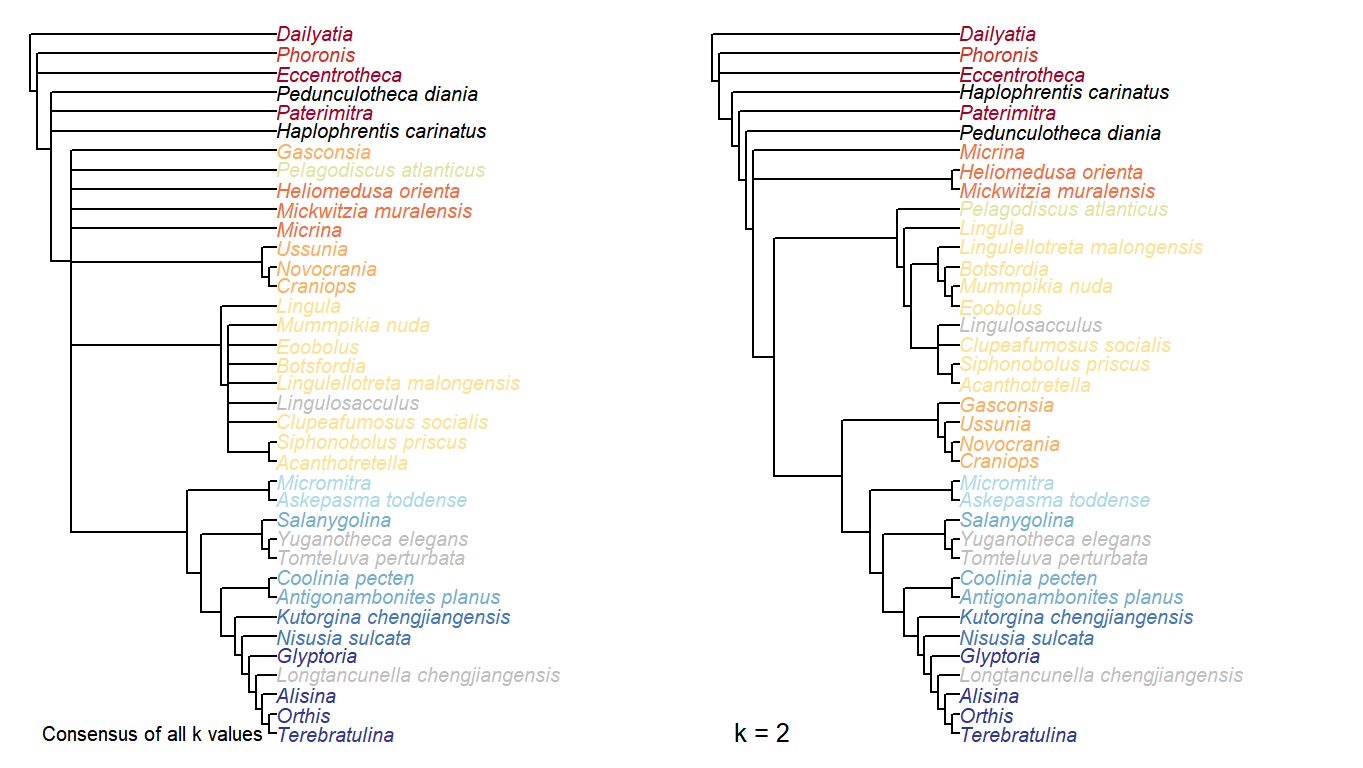 Dailyatia
Phoronis
Eccentrotheca
Pedunculotheca diania
Paterimitra
Haplophrentis carinatus
Gasconsia
Pelagodiscus atlanticus
Heliomedusa orienta
Mickwitzia muralensis
Micrina
Ussunia
Novocrania
Craniops
Lingula
Mummpikia nuda
Eoobolus
Botsfordia
Lingulellotreta malongensis
Lingulosacculus
Clupeafumosus socialis
Siphonobolus priscus
Acanthotretella
Micromitra
Askepasma toddense
Salanygolina
Yuganotheca elegans
Tomteluva perturbata
Coolinia pecten
Antigonambonites planus
Kutorgina chengjiangensis
Nisusia sulcata
Glyptoria
Longtancunella chengjiangensis
Alisina
Orthis
Terebratulina
Consensus of all k values
Dailyatia
Phoronis
Eccentrotheca
Haplophrentis carinatus
Paterimitra
Pedunculotheca diania
Micrina
Heliomedusa orienta
Mickwitzia muralensis
Pelagodiscus atlanticus
Lingula
Lingulellotreta malongensis
Botsfordia
Mummpikia nuda
Eoobolus
Lingulosacculus
Clupeafumosus socialis
Siphonobolus priscus
Acanthotretella
Gasconsia
Ussunia
Novocrania
Craniops
Micromitra
Askepasma toddense
Salanygolina
Yuganotheca elegans
Tomteluva perturbata
Coolinia pecten
Antigonambonites planus
Kutorgina chengjiangensis
Nisusia sulcata
Glyptoria
Longtancunella chengjiangensis
Alisina
Orthis
Terebratulina
k = 2